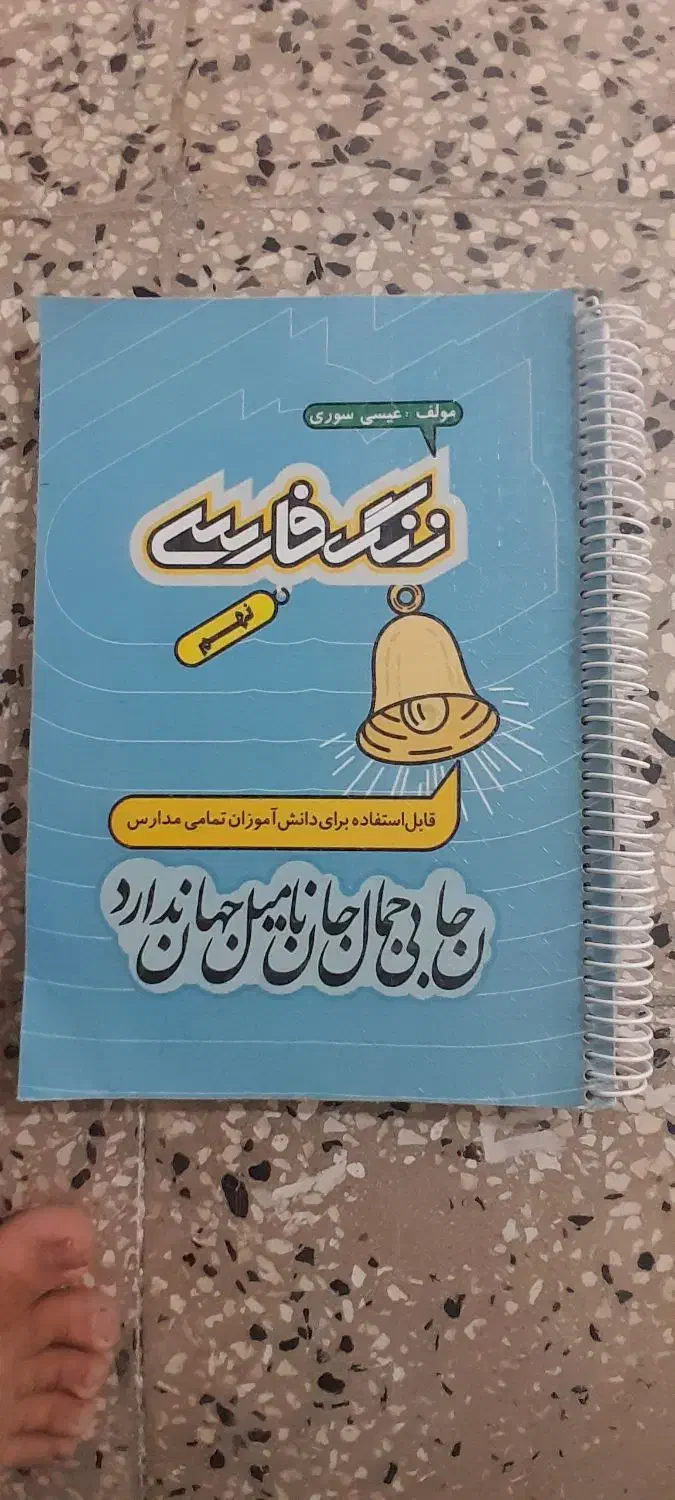 مولف : عیسی سوری
زنگ فارسی
نهم
قابل استفاده برای دانش آموزان تمامی مدارس
جان بی جمال جانان میل جهان ندارد